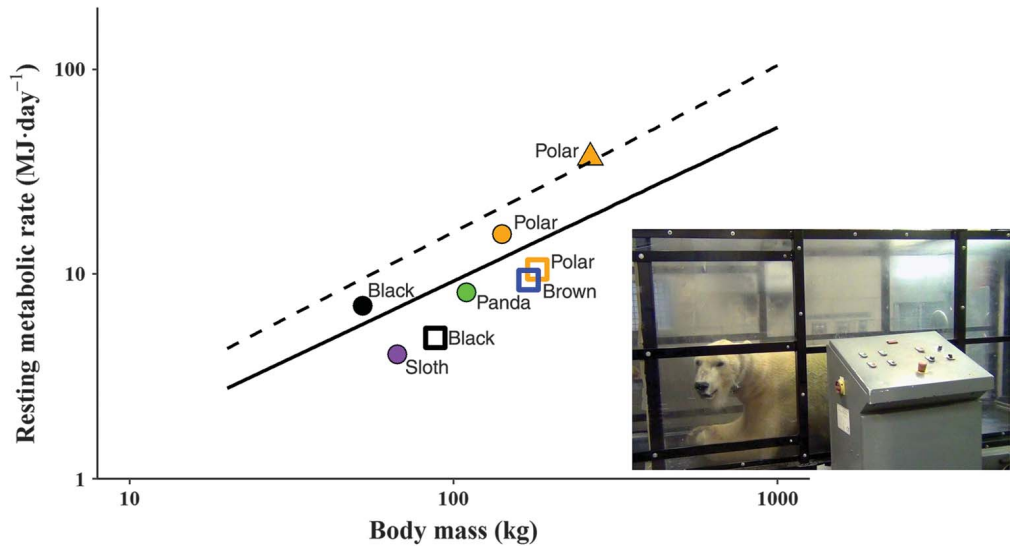 Resting metabolic rate (MJ·day⁻¹)
100
10
1
Polar
Polar
Polar
Brown
Black
Panda
Black
Sloth
10
100
1000
Body mass (kg)